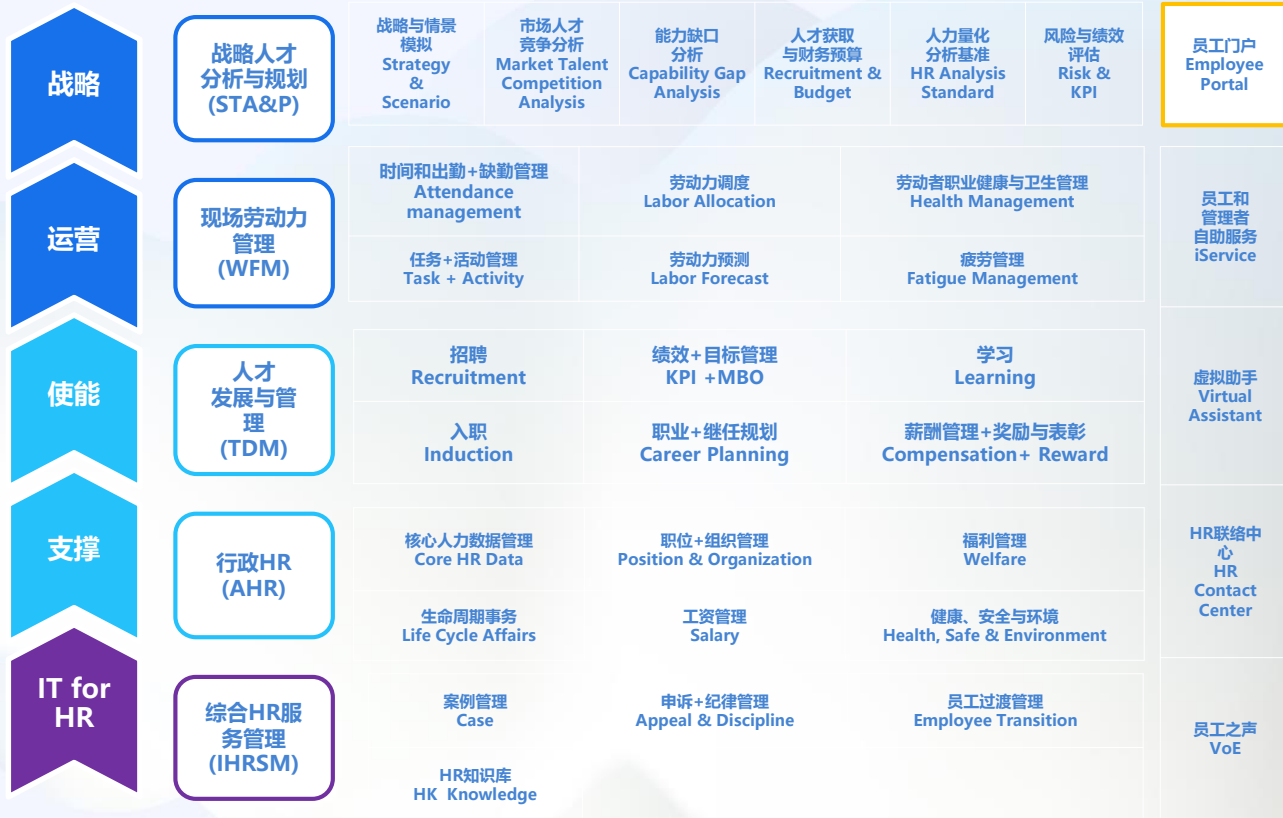 战略
战略人才
分析与规划
(STA&P)
战略与情景
模拟
Strategy
&
Scenario
市场人才
竞争分析
Market Talent
Competition
Analysis
能力缺口
分析
Capability Gap
Analysis
人才获取
与财务预算
Recruitment &
Budget
人力量化
分析基准
HR Analysis
Standard
风险与绩效
评估
Risk &
KPI
员工门户
Employee
Portal
运营
现场劳动力
管理
(WFM)
时间和出勤+缺勤管理
Attendance
management
劳动力调度
Labor Allocation
劳动者职业健康与卫生管理
Health Management
任务+活动管理
Task + Activity
劳动力预测
Labor Forecast
疲劳管理
Fatigue Management
员工和
管理者
自助服务
iService
使能
人才
发展与管
理
(TDM)
招聘
Recruitment
绩效+目标管理
KPI +MBO
学习
Learning
入职
Induction
职业+继任规划
Career Planning
薪酬管理+奖励与表彰
Compensation+ Reward
虚拟助手
Virtual
Assistant
支撑
行政HR
(AHR)
核心人力数据管理
Core HR Data
职位+组织管理
Position & Organization
福利管理
Welfare
生命周期事务
Life Cycle Affairs
工资管理
Salary
健康、安全与环境
Health, Safe & Environment
HR联络中
心
HR
Contact
Center
IT for
HR
综合HR服
务管理
(IHRSM)
案例管理
Case
申诉+纪律管理
Appeal & Discipline
员工过渡管理
Employee Transition
HR知识库
HK  Knowledge
员工之声
VoE